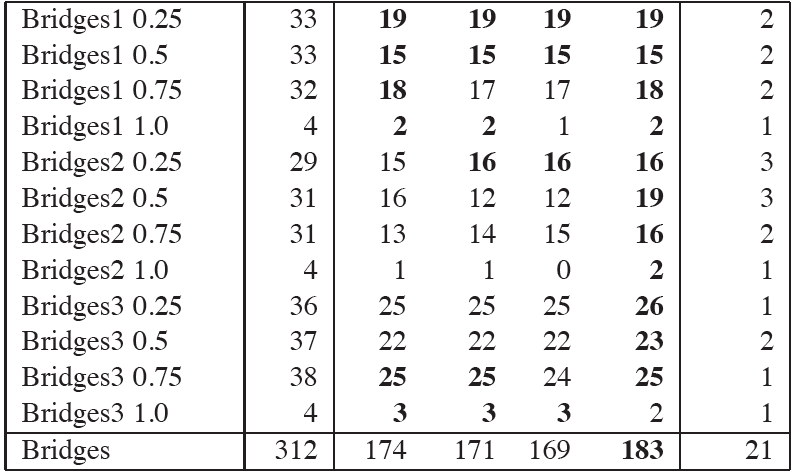 Bridges1 0.25 33 19 19 19 19 2
Bridges1 0.5 33 15 15 15 15 2
Bridges1 0.75 32 18 17 17 18 2
Bridges1 1.0 4 2 2 1 2 1
Bridges2 0.25 29 15 16 16 16 3
Bridges2 0.5 31 16 12 12 19 3
Bridges2 0.75 31 13 14 15 16 2
Bridges2 1.0 4 1 1 0 2 1
Bridges3 0.25 36 25 25 25 26 1
Bridges3 0.5 37 22 22 22 23 2
Bridges3 0.75 38 25 25 24 25 1
Bridges3 1.0 4 3 3 3 2 1
Bridges 312 174 171 169 183 21